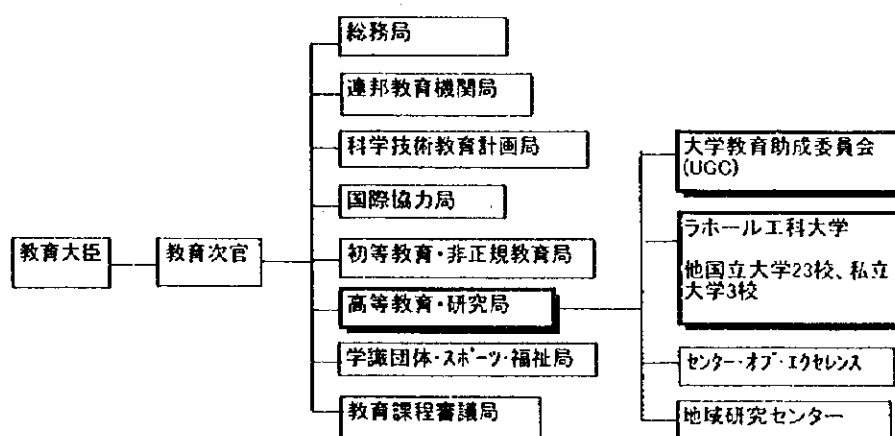 教育大臣
教育次官
総務局
連邦教育機関局
科学技術教育計画局
国際協力局
初等教育・非正規教育局
高等教育・研究局
学識団体・スポーツ・福祉局
教育課程審議局
大学教育助成委員会
(UGC)
ラホール工科大学
他国立大学23校、私立
大学3校
センター・オブ・エクセレンス
地域研究センター